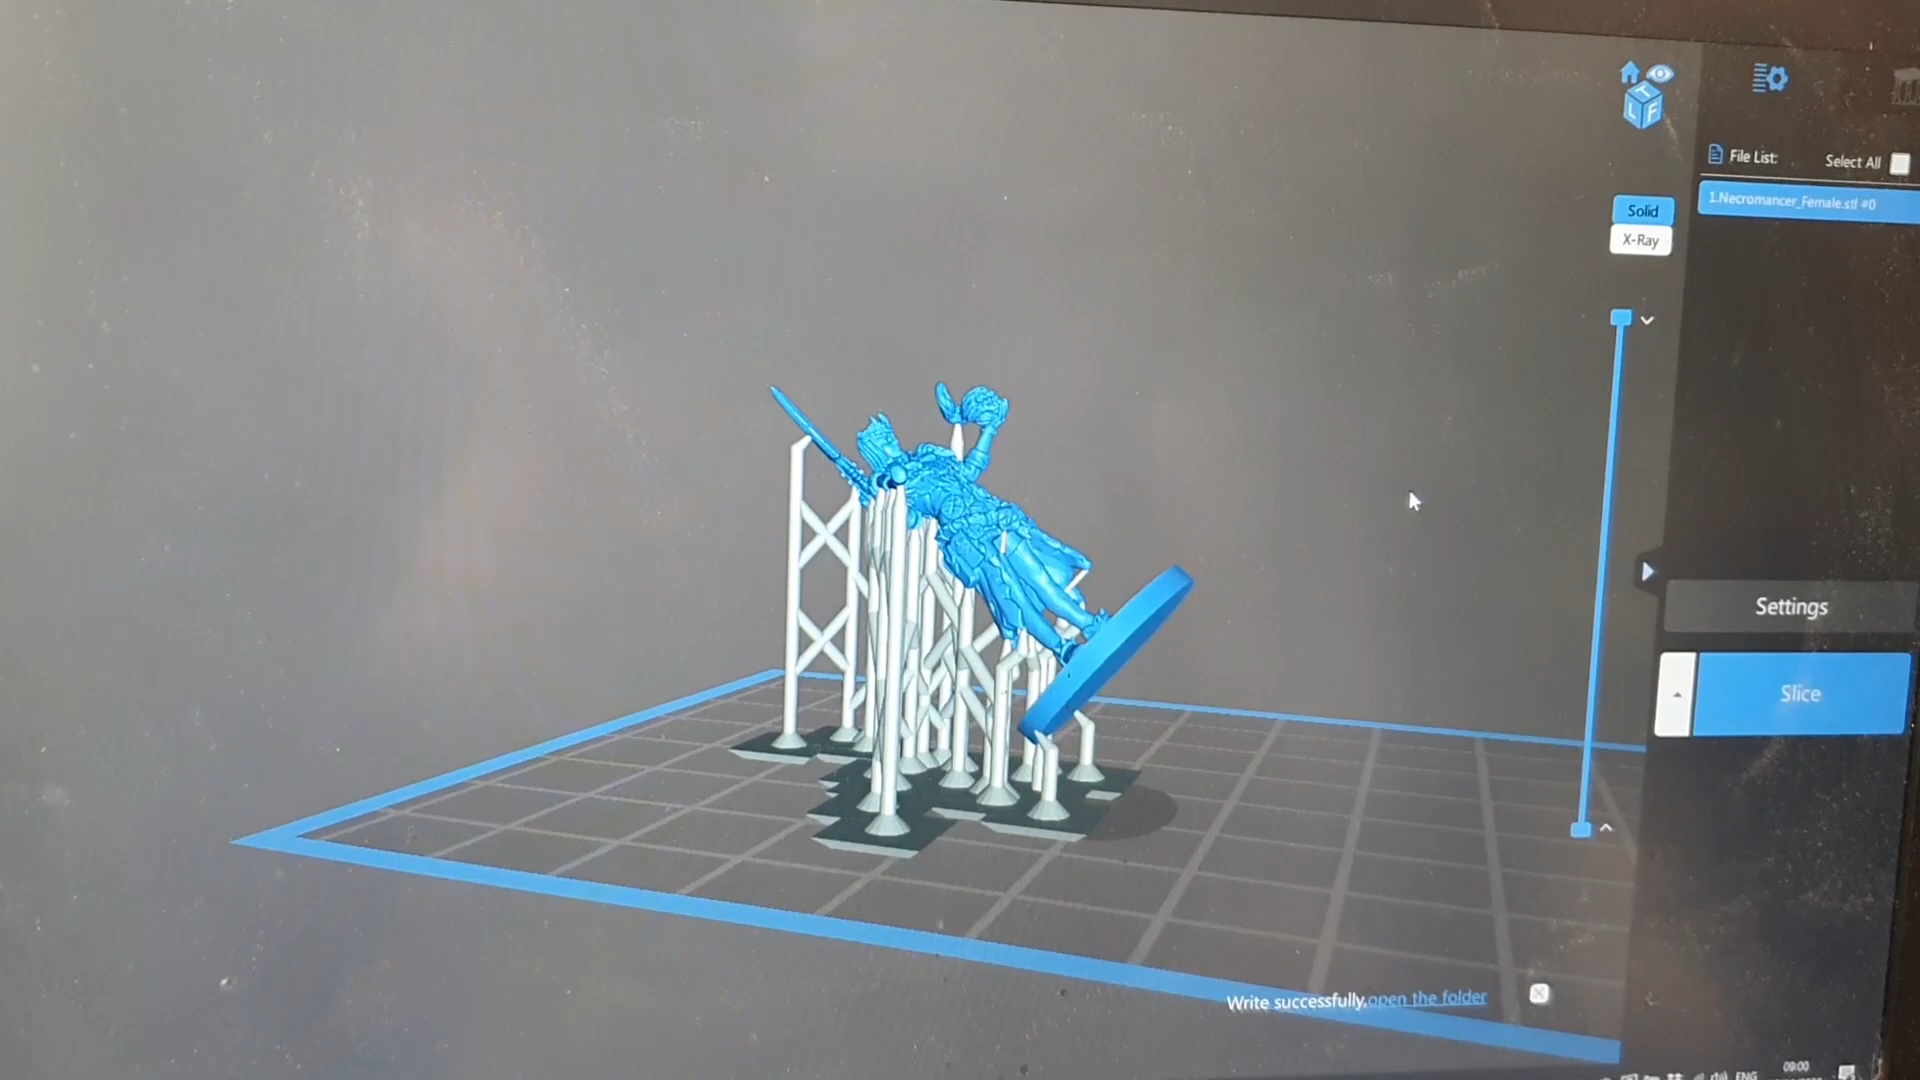 T
L F
File List:
Select All
1.Necromancer_Female.stl #0
Solid
X-Ray
Settings
Slice
Write successfully,open the folder
09:00
ENG